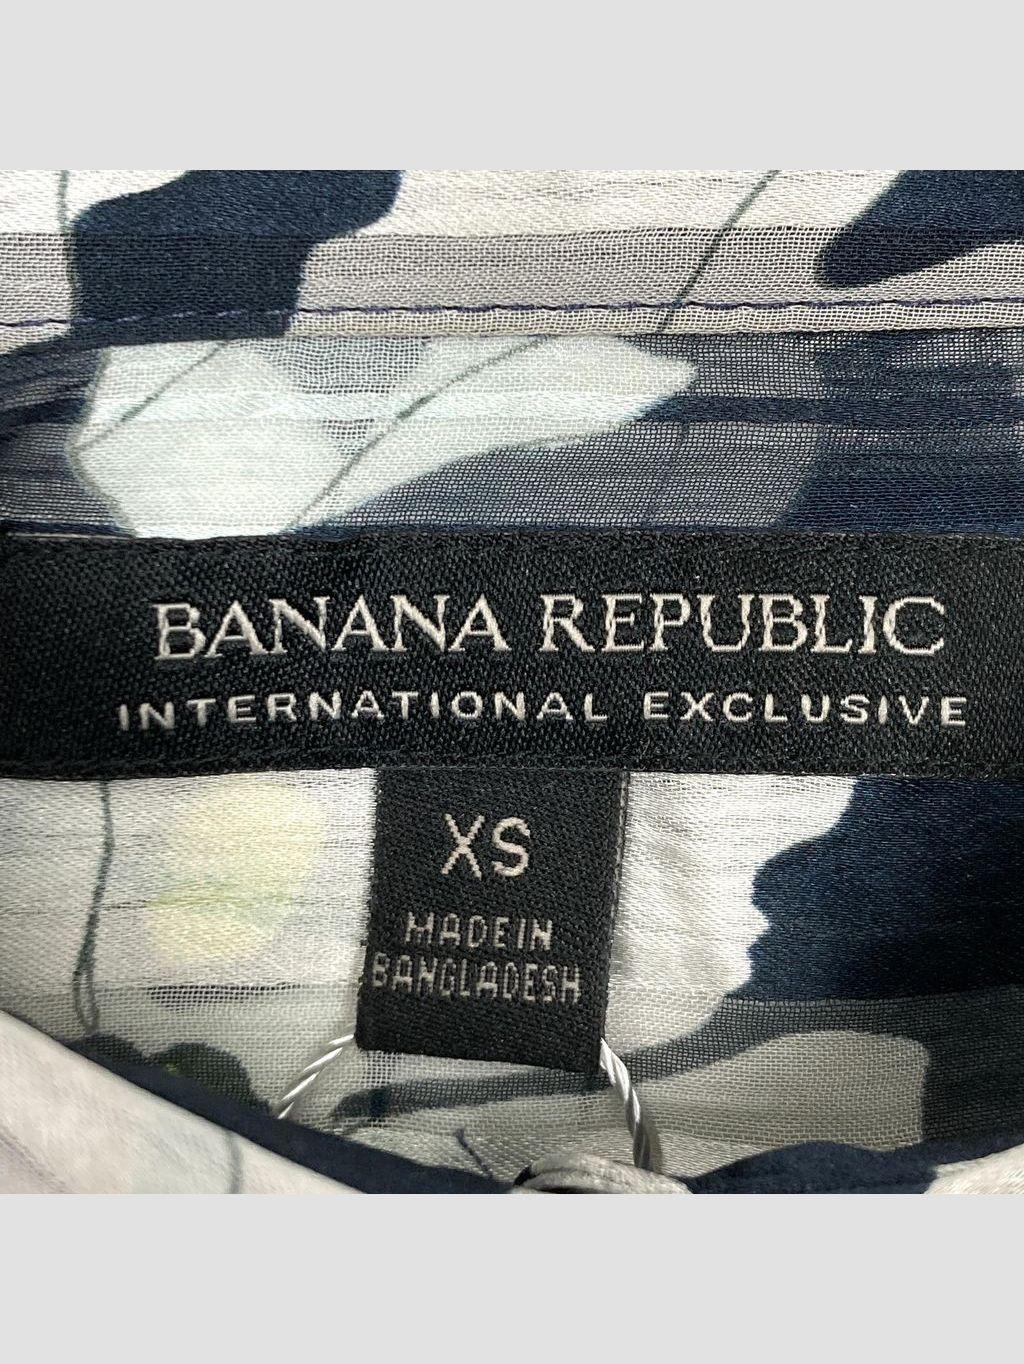 BANANA REPUBLIC
INTERNATIONAL EXCLUSIVE
XS
MADE IN
BANGLADESH